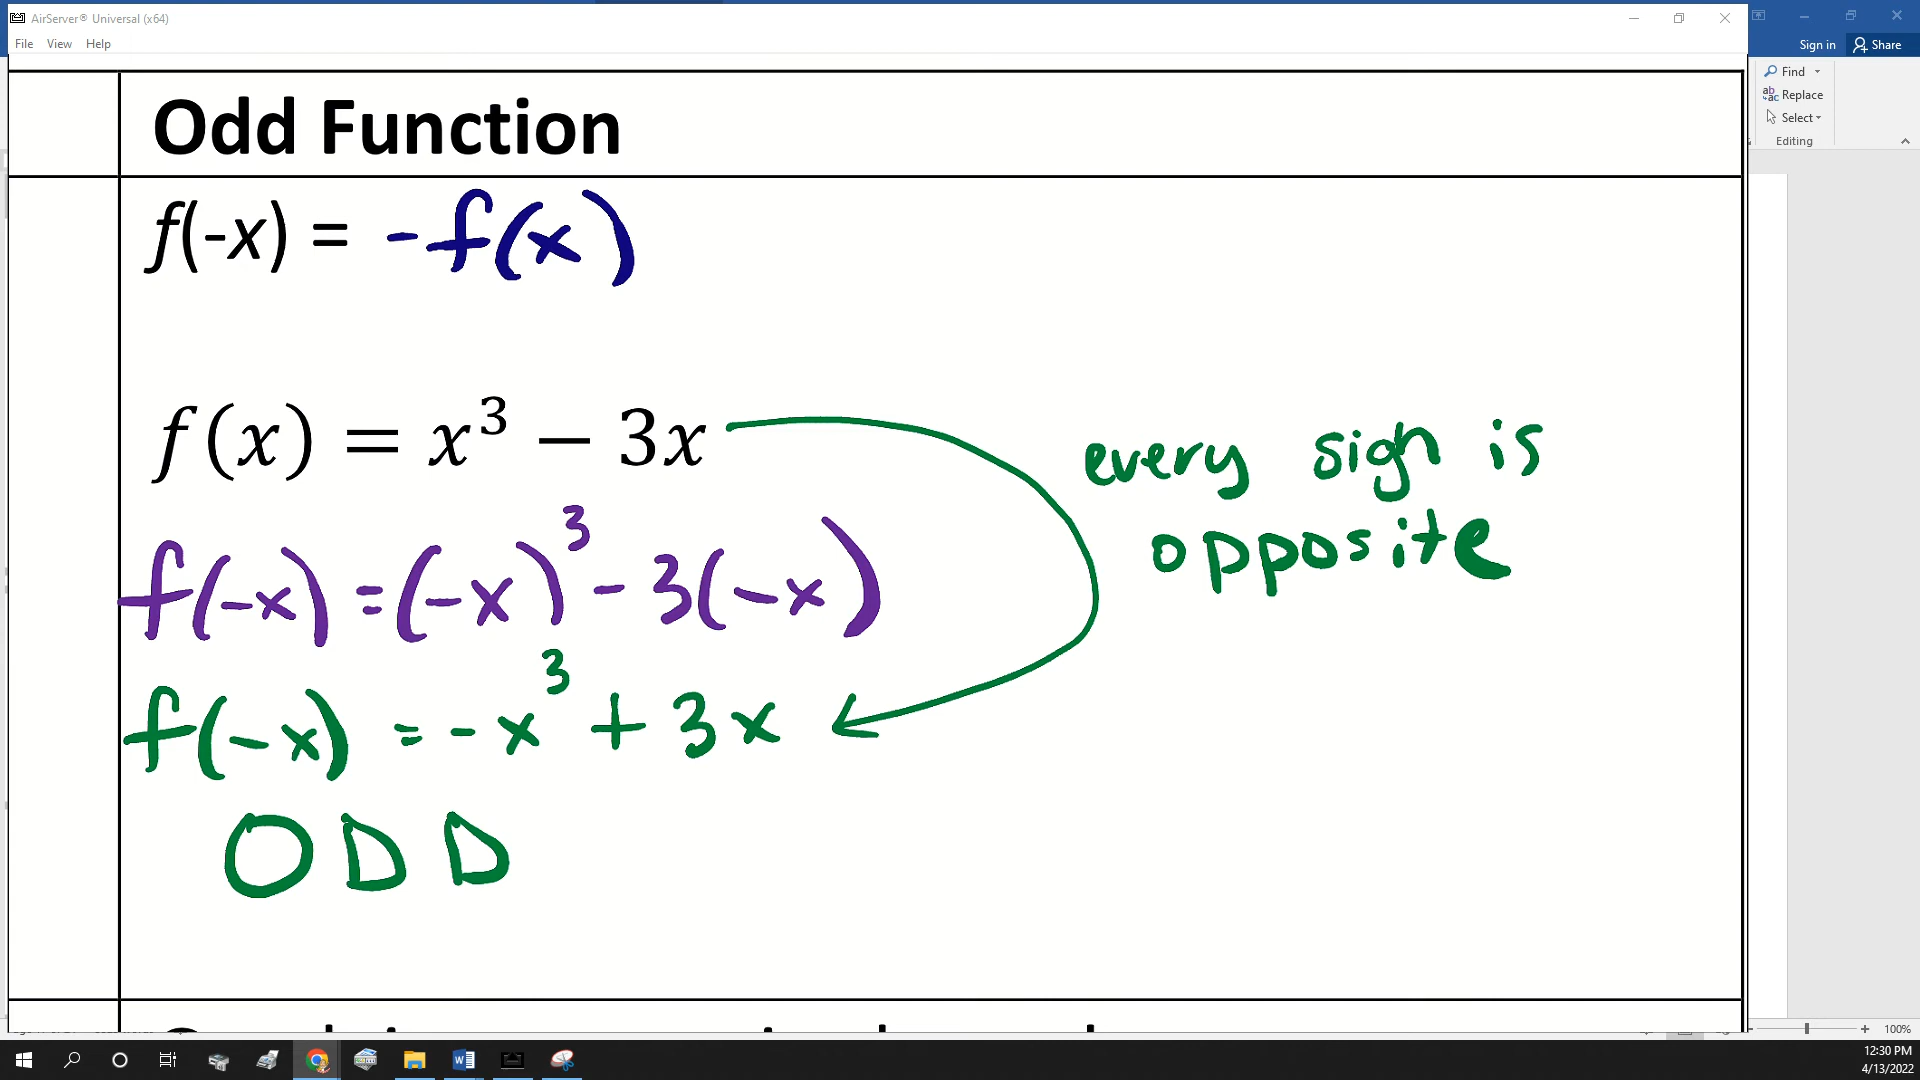 AirServer® Universal (x64)
File View Help
Sign in Share
Find
Replace
Select
Editing
Odd Function
f(-x) = -f(x)
f(x) = x³ − 3x
every sign is
opposite
f(-x) = (-x)³ - 3(-x)
f(-x) = -x³ + 3x
ODD
100%
12:30 PM
4/13/2022